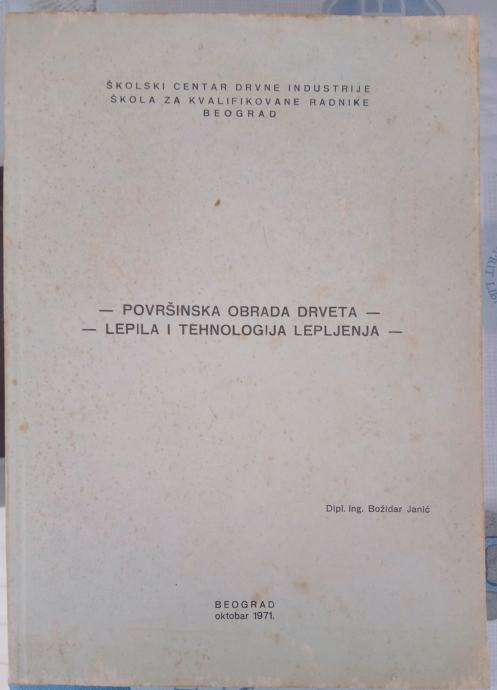 ŠKOLSKI CENTAR DRVNE INDUSTRIJE
ŠKOLA ZA KVALIFIKOVANE RADNIKE
BEOGRAD
— POVRŠINSKA OBRADA DRVETA —
— LEPILA I TEHNOLOGIJA LEPLJENJA —
Dipl. ing. Božidar Janić
BEOGRAD
oktobar 1971.